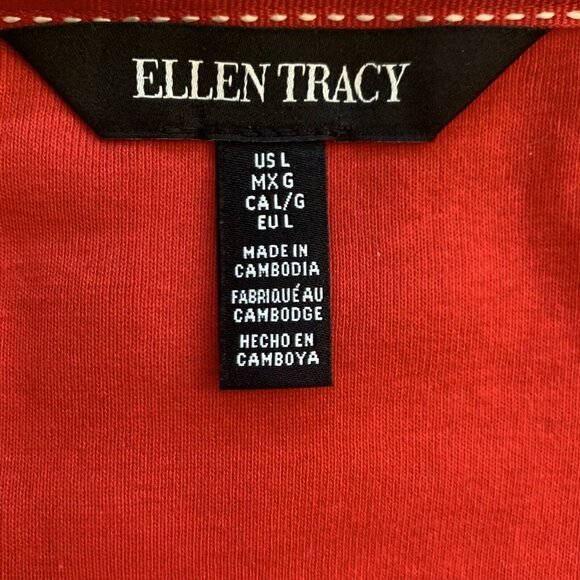 ELLEN TRACY
US L
MX G
CA L/G
EU L
MADE IN
CAMBODIA
FABRIQUÉ AU
CAMBODGE
HECHO EN
CAMBOYA